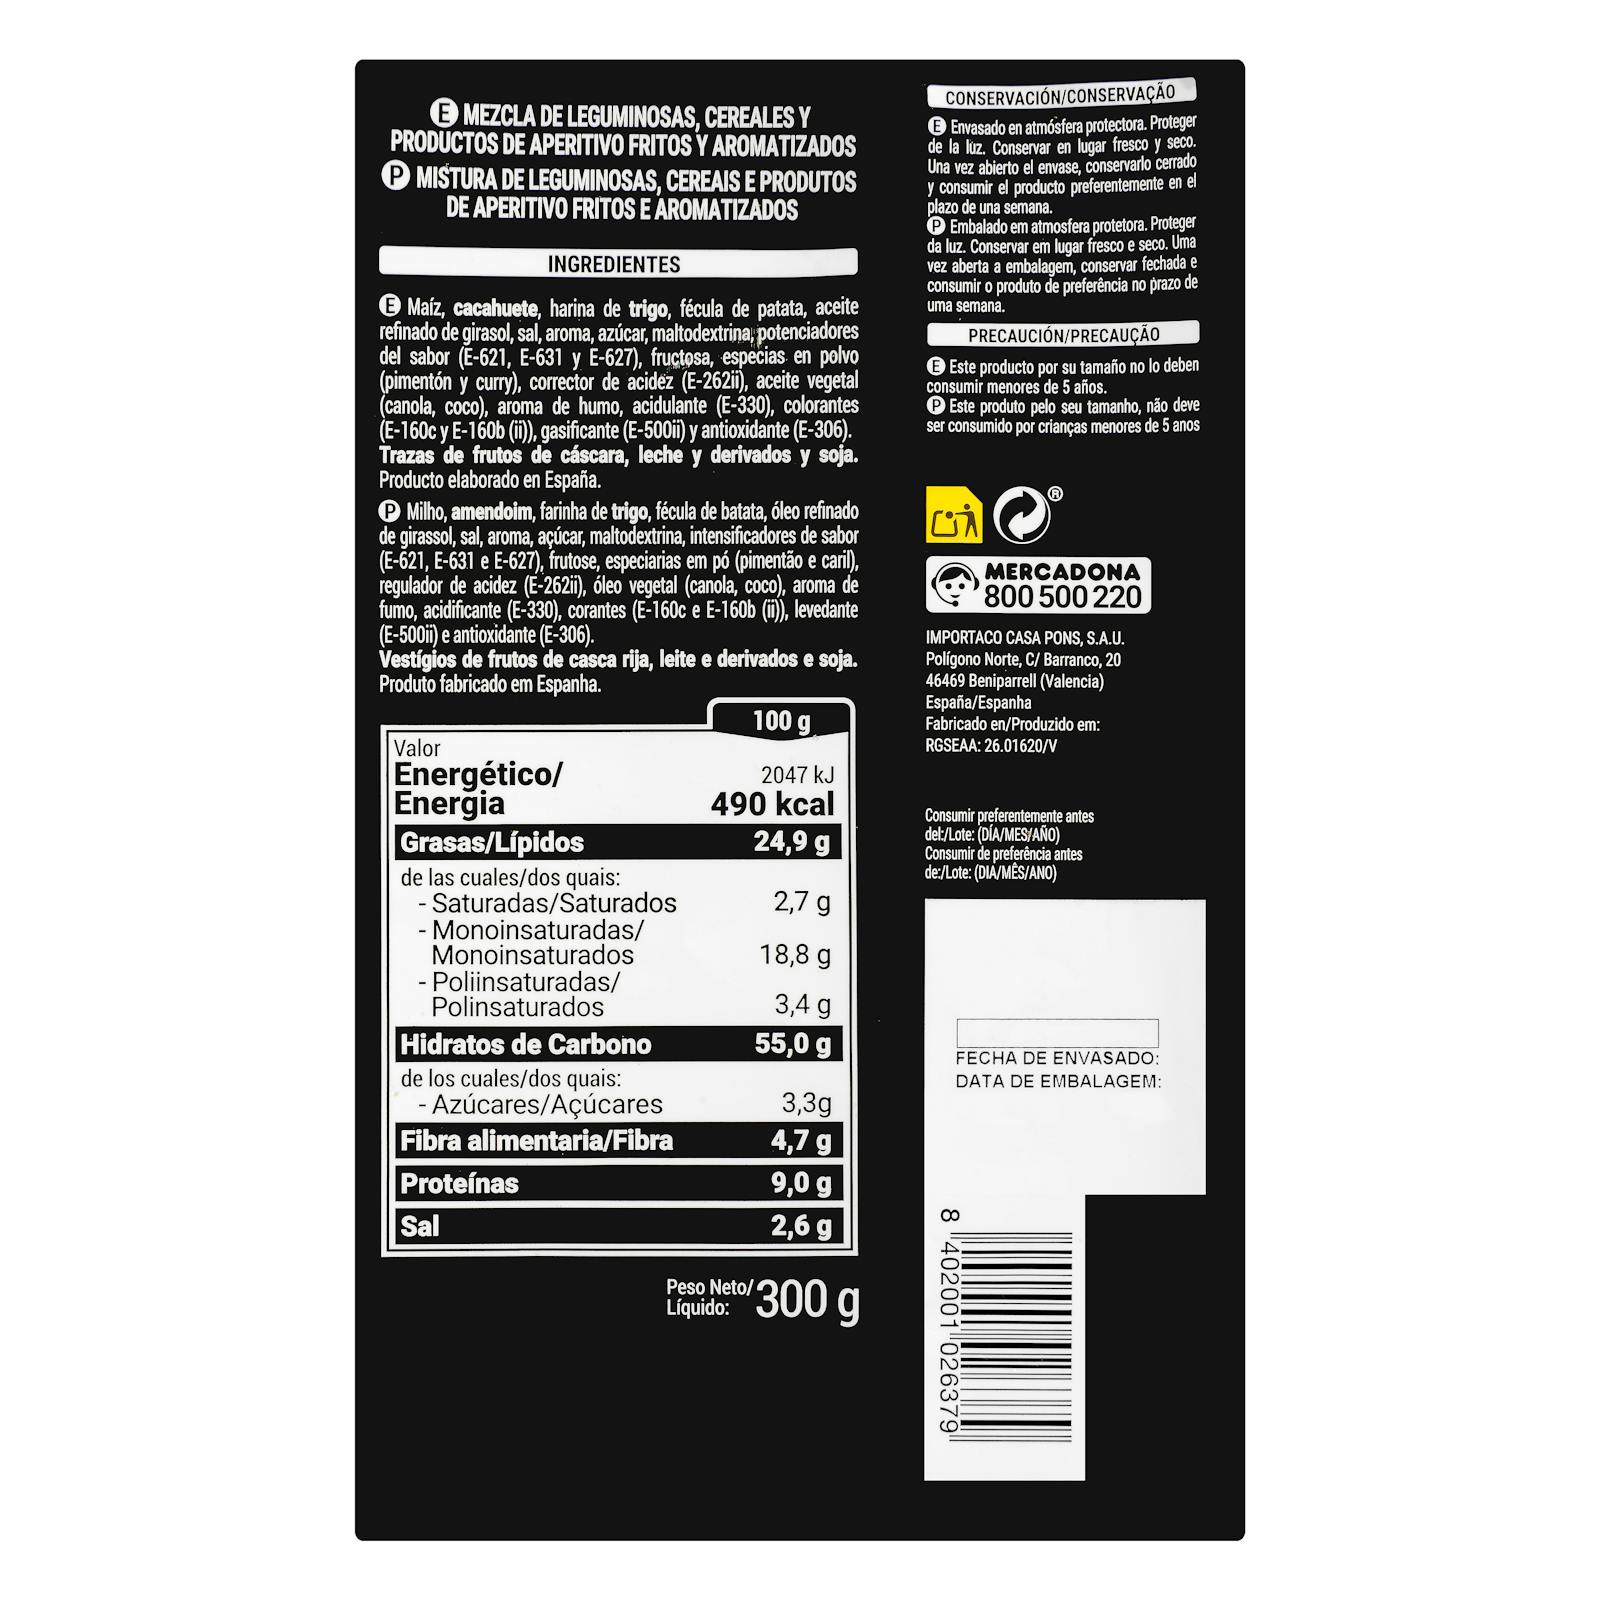 E MEZCLA DE LEGUMINOSAS, CEREALES Y
PRODUCTOS DE APERITIVO FRITOS Y AROMATIZADOS
P MISTURA DE LEGUMINOSAS, CEREAIS E PRODUTOS
DE APERITIVO FRITOS E AROMATIZADOS
INGREDIENTES
E Maíz, cacahuete, harina de trigo, fécula de patata, aceite
refinado de girasol, sal, aroma, azúcar, maltodextrina, potenciadores
del sabor (E-621, E-631 y E-627), fructosa, especias en polvo
(pimentón y curry), corrector de acidez (E-262ii), aceite vegetal
(canola, coco), aroma de humo, acidulante (E-330), colorantes
(E-160c y E-160b (ii)), gasificante (E-500ii) y antioxidante (E-306).
Trazas de frutos de cáscara, leche y derivados y soja.
Producto elaborado en España.
P Milho, amendoim, farinha de trigo, fécula de batata, óleo refinado
de girassol, sal, aroma, açúcar, maltodextrina, intensificadores de sabor
(E-621, E-631 e E-627), frutose, especiarias em pó (pimentão e caril),
regulador de acidez (E-262ii), óleo vegetal (canola, coco), aroma de
fumo, acidificante (E-330), corantes (E-160c e E-160b (ii)), levedante
(E-500ii) e antioxidante (E-306).
Vestígios de frutos de casca rija, leite e derivados e soja.
Produto fabricado em Espanha.
100 g
Valor
Energético/ 2047 kJ
Energia 490 kcal
Grasas/Lípidos 24,9 g
de las cuales/dos quais:
- Saturadas/Saturados 2,7 g
- Monoinsaturadas/
Monoinsaturados 18,8 g
- Poliinsaturadas/
Polinsaturados 3,4 g
Hidratos de Carbono 55,0 g
de los cuales/dos quais:
- Azúcares/Açúcares 3,3g
Fibra alimentaria/Fibra 4,7 g
Proteínas 9,0 g
Sal 2,6 g
Peso Neto/
Líquido: 300 g
CONSERVACIÓN/CONSERVAÇÃO
E Envasado en atmósfera protectora. Proteger
de la luz. Conservar en lugar fresco y seco.
Una vez abierto el envase, conservarlo cerrado
y consumir el producto preferentemente en el
plazo de una semana.
P Embalado em atmosfera protetora. Proteger
da luz. Conservar em lugar fresco e seco. Uma
vez aberta a embalagem, conservar fechada e
consumir o produto de preferência no prazo de
uma semana.
PRECAUCIÓN/PRECAUÇÃO
E Este producto por su tamaño no lo deben
consumir menores de 5 años.
P Este produto pelo seu tamanho, não deve
ser consumido por crianças menores de 5 anos
®
MERCADONA
800 500 220
IMPORTACO CASA PONS, S.A.U.
Polígono Norte, C/ Barranco, 20
46469 Beniparrell (Valencia)
España/Espanha
Fabricado en/Produzido em:
RGSEAA: 26.01620/V
Consumir preferentemente antes
del:/Lote: (DÍA/MES/AÑO)
Consumir de preferência antes
de:/Lote: (DIA/MÊS/ANO)
FECHA DE ENVASADO:
DATA DE EMBALAGEM:
8 402001 026379